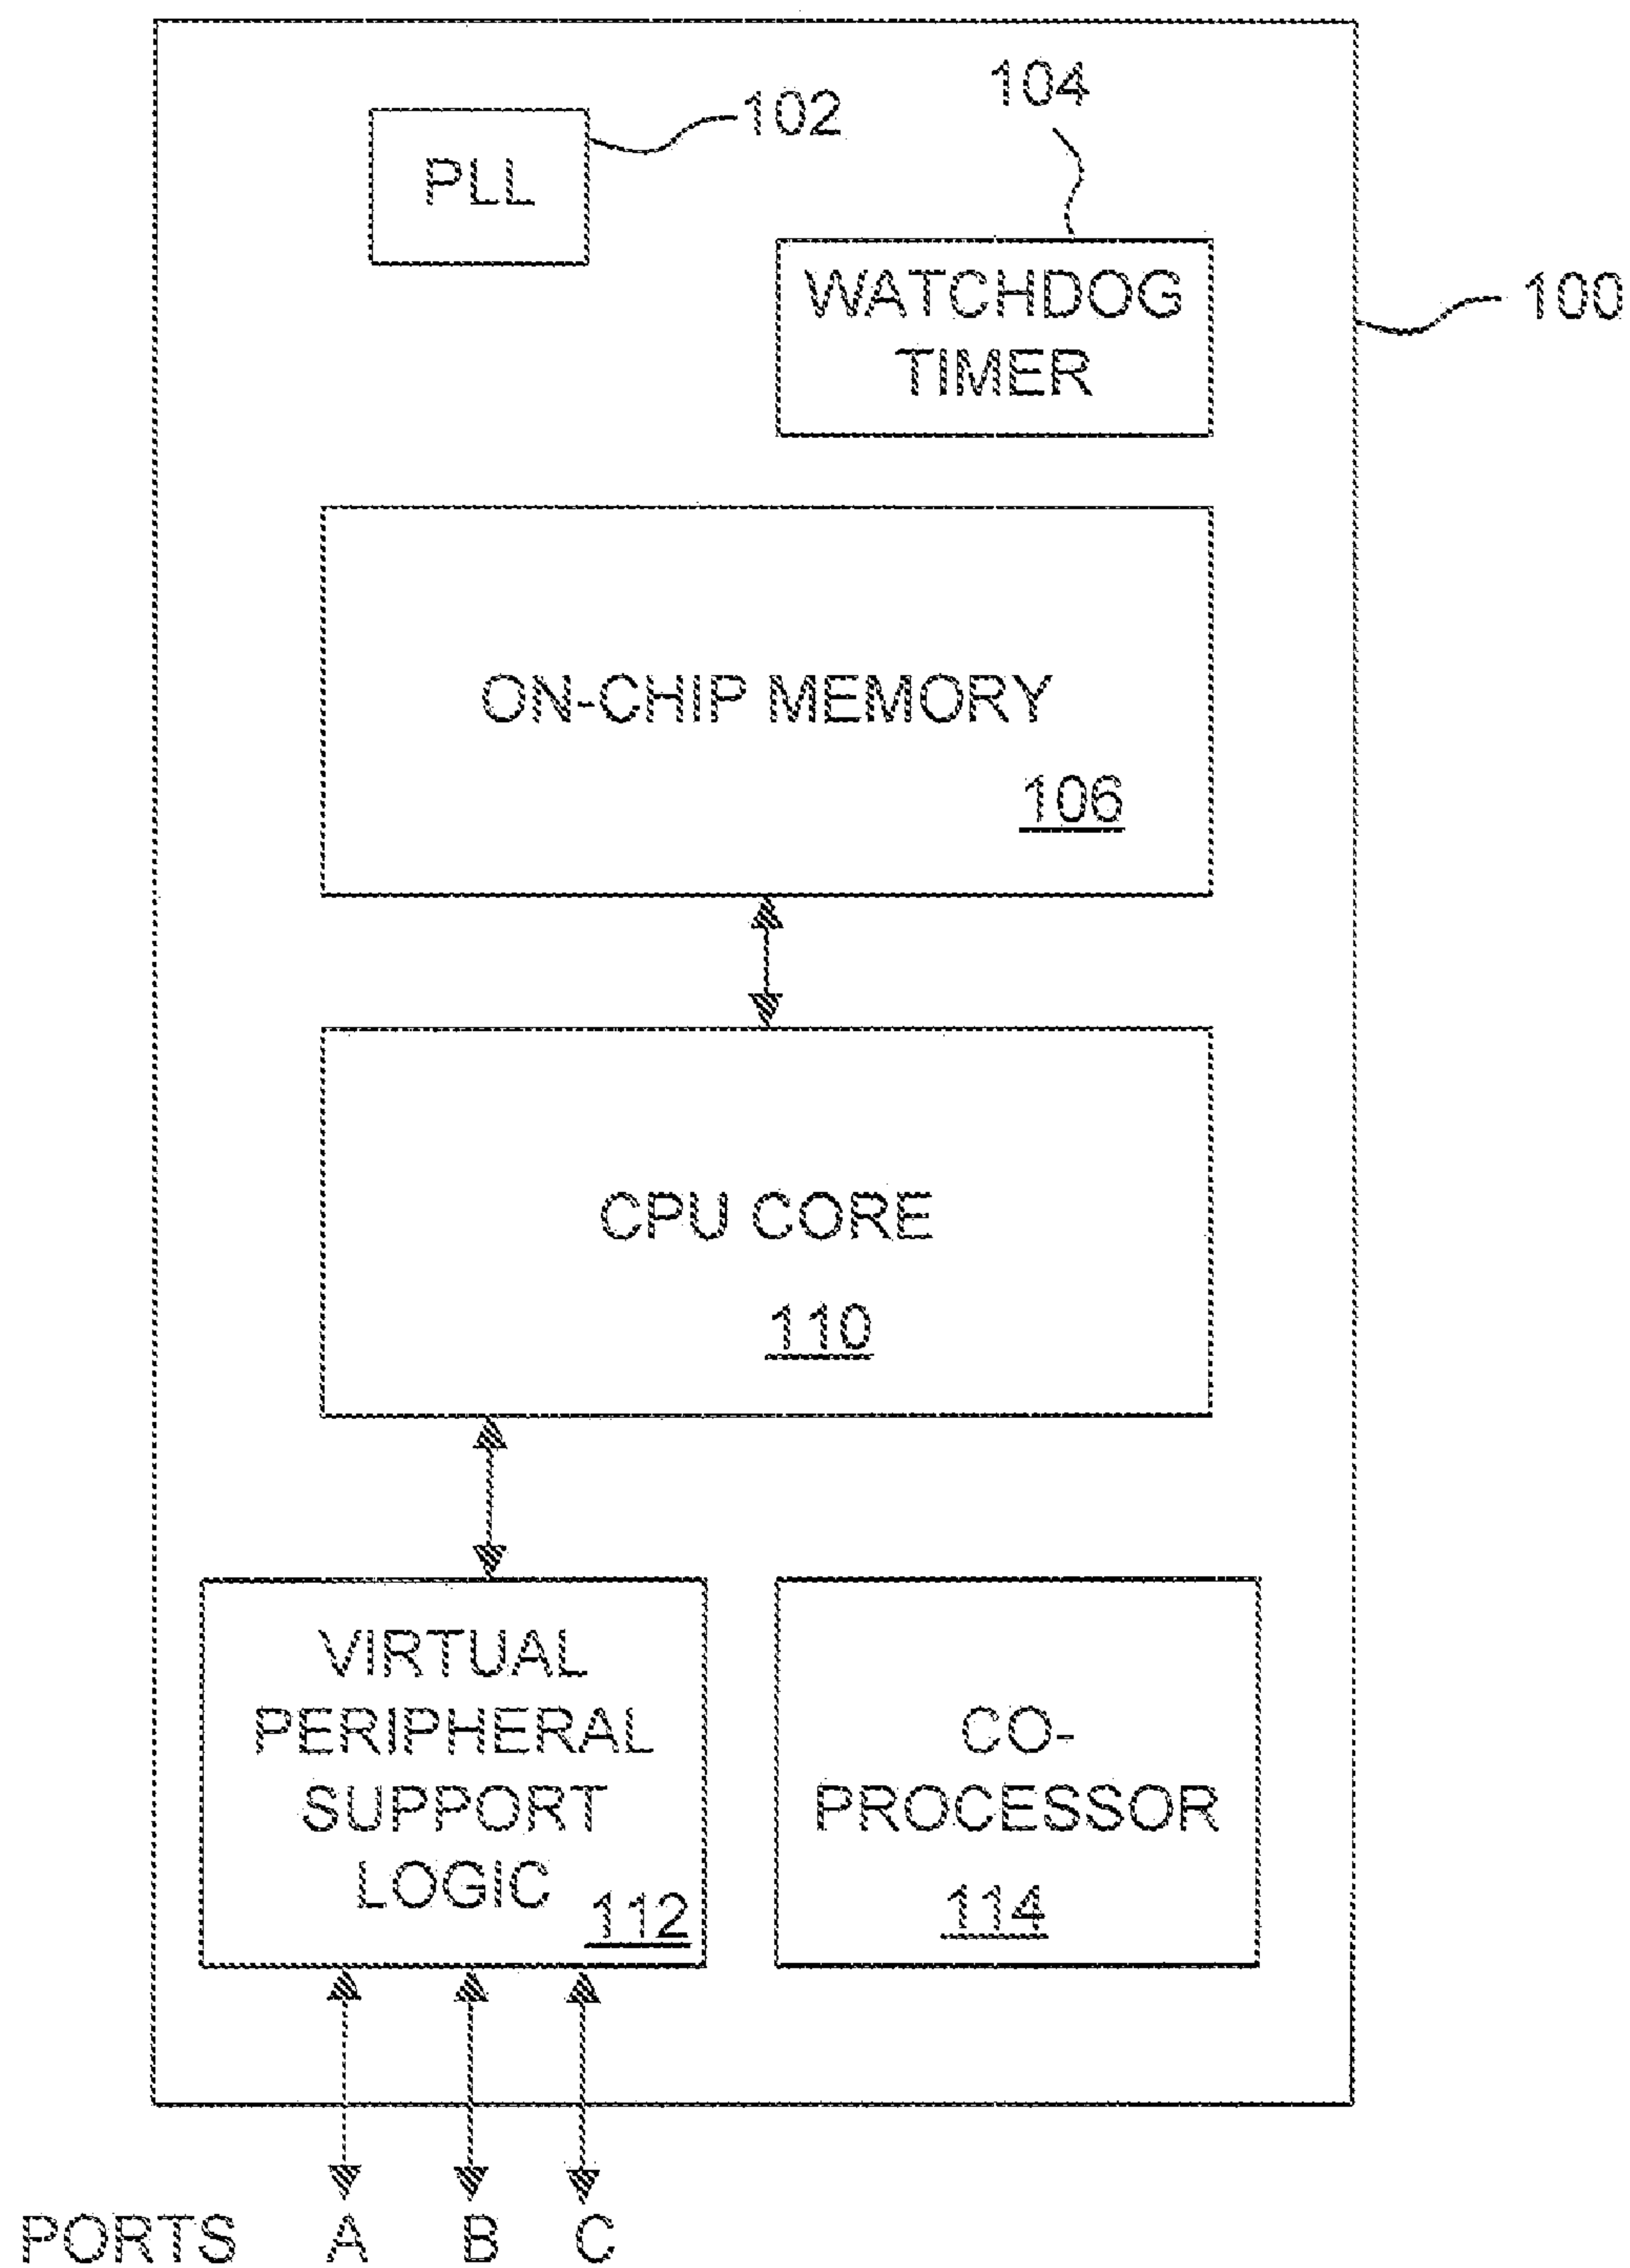 104
102
PLL
WATCHDOG
TIMER
100
ON-CHIP MEMORY
106
CPU CORE
110
VIRTUAL
PERIPHERAL
SUPPORT
LOGIC
112
CO-
PROCESSOR
114
PORTS A B C